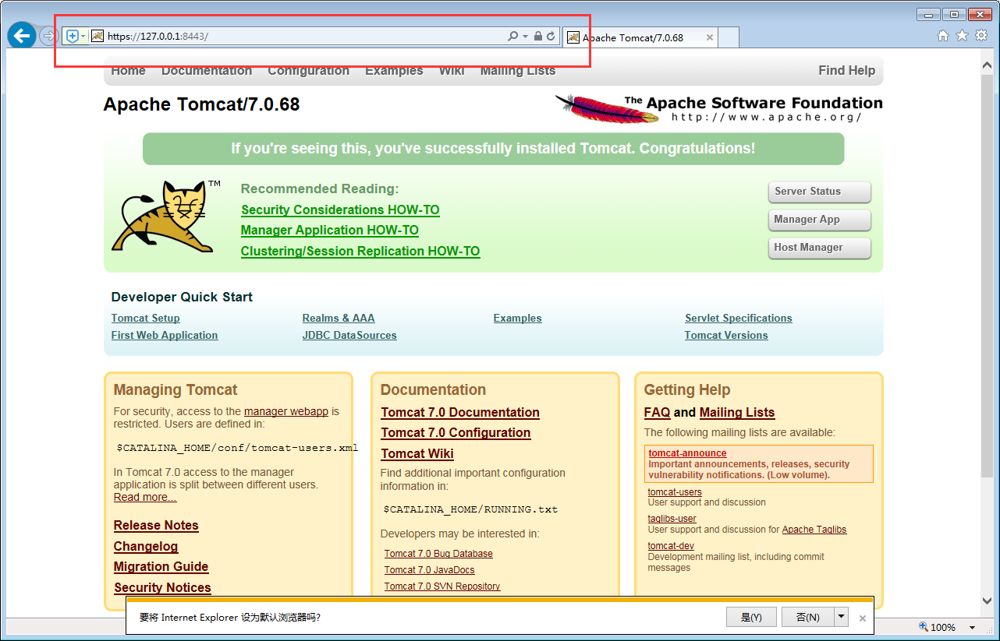 https://127.0.0.1:8443/
Apache Tomcat/7.0.68
Home Documentation Configuration Examples Wiki Mailing Lists Find Help
Apache Tomcat/7.0.68
The Apache Software Foundation
http://www.apache.org/
If you're seeing this, you've successfully installed Tomcat. Congratulations!
TM
Recommended Reading:
Security Considerations HOW-TO
Manager Application HOW-TO
Clustering/Session Replication HOW-TO
Server Status
Manager App
Host Manager
Developer Quick Start
Tomcat Setup
First Web Application
Realms & AAA
JDBC DataSources
Examples
Servlet Specifications
Tomcat Versions
Managing Tomcat
For security, access to the manager webapp is
restricted. Users are defined in:
$CATALINA_HOME/conf/tomcat-users.xml
In Tomcat 7.0 access to the manager
application is split between different users.
Read more...
Release Notes
Changelog
Migration Guide
Security Notices
Documentation
Tomcat 7.0 Documentation
Tomcat 7.0 Configuration
Tomcat Wiki
Find additional important configuration
information in:
$CATALINA_HOME/RUNNING.txt
Developers may be interested in:
Tomcat 7.0 Bug Database
Tomcat 7.0 JavaDocs
Tomcat 7.0 SVN Repository
Getting Help
FAQ and Mailing Lists
The following mailing lists are available:
tomcat-announce
Important announcements, releases, security
vulnerability notifications. (Low volume).
tomcat-users
User support and discussion
taglibs-user
User support and discussion for Apache Taglibs
tomcat-dev
Development mailing list, including commit
messages
要将 Internet Explorer 设为默认浏览器吗?
是(Y)
否(N)
100%